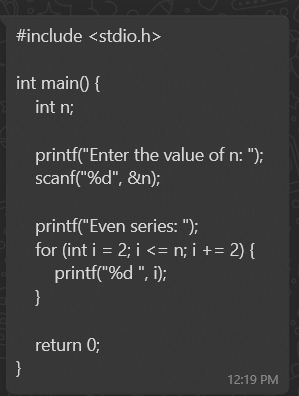 #include <stdio.h>

int main() {
    int n;

    printf("Enter the value of n: ");
    scanf("%d", &n);

    printf("Even series: ");
    for (int i = 2; i <= n; i += 2) {
        printf("%d ", i);
    }

    return 0;
}
12:19 PM